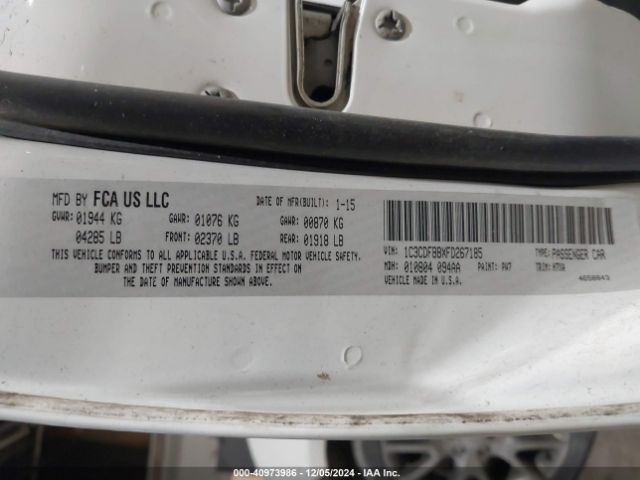 MFD BY FCA US LLC DATE OF MFR(BUILT): 1-15
GVWR: 01944 KG GAWR: 01076 KG GAWR: 00870 KG
04285 LB FRONT: 02370 LB REAR: 01918 LB
THIS VEHICLE CONFORMS TO ALL APPLICABLE U.S.A. FEDERAL MOTOR VEHICLE SAFETY,
BUMPER AND THEFT PREVENTION STANDARDS IN EFFECT ON
THE DATE OF MANUFACTURE SHOWN ABOVE.
VIN: 1C3CDFBBXFD267185 TYPE: PASSENGER CAR
MDH: 010804 094AA PAINT: PW7 TRIM:
VEHICLE MADE IN U.S.A.
000-40973986 - 12/05/2024 - IAA Inc.